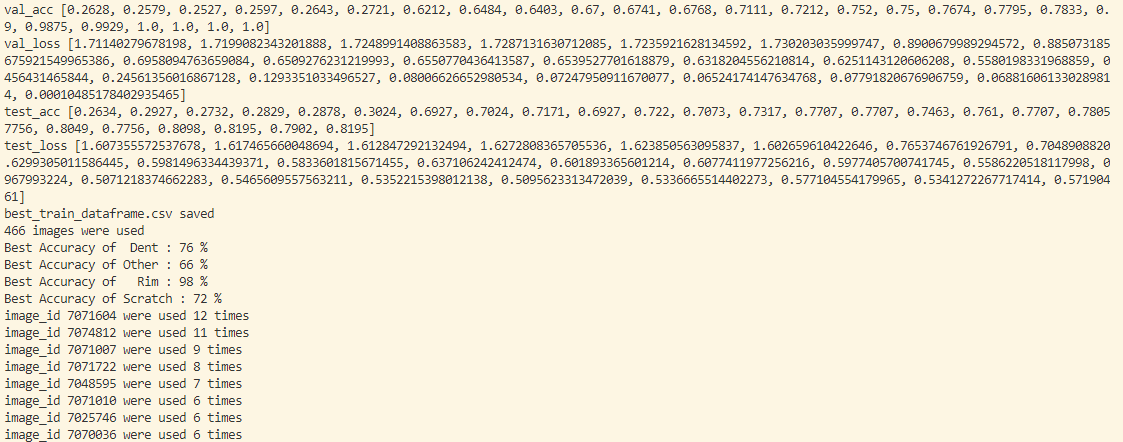 val_acc [0.2628, 0.2579, 0.2527, 0.2597, 0.2643, 0.2721, 0.6212, 0.6484, 0.6403, 0.67, 0.6741, 0.6768, 0.7111, 0.7212, 0.752, 0.75, 0.7674, 0.7795, 0.7833, 0.
9, 0.9875, 0.9929, 1.0, 1.0, 1.0, 1.0]
val_loss [1.71140279678198, 1.7199082343201888, 1.7248991408863583, 1.7287131630712085, 1.7235921628134592, 1.730203035999747, 0.8900679989294572, 0.885073185
675921549965386, 0.6958094763659084, 0.6509276231219993, 0.6550770436413587, 0.6539527701618879, 0.6318204556210814, 0.6251143120606208, 0.5580198331968859, 0
456431465844, 0.24561356016867128, 0.1293351033496527, 0.08006626652980534, 0.07247950911670077, 0.06524174147634768, 0.07791820676906759, 0.0688160613302898​14
4, 0.00010485178402935465]
test_acc [0.2634, 0.2927, 0.2732, 0.2829, 0.2878, 0.3024, 0.6927, 0.7024, 0.7171, 0.6927, 0.722, 0.7073, 0.7317, 0.7707, 0.7707, 0.7463, 0.761, 0.7707, 0.7805
7756, 0.8049, 0.7756, 0.8098, 0.8195, 0.7902, 0.8195]
test_loss [1.607355572537678, 1.617465660048694, 1.612847292132494, 1.6272808365705536, 1.623850563095837, 1.602659610422646, 0.7653746761926791, 0.7048908820
.6299305011586445, 0.5981496334439371, 0.5833601815671455, 0.637106242412474, 0.601893365601214, 0.6077411977256216, 0.5977405700741745, 0.5586220518117998, 0
0967993224, 0.5071218374662283, 0.5465609557563211, 0.5352215398012138, 0.5095623313472039, 0.5336665514402273, 0.577104554179965, 0.5341272267717414, 0.571904
61]
best_train_dataframe.csv saved
466 images were used
Best Accuracy of  Dent : 76 %
Best Accuracy of Other : 66 %
Best Accuracy of   Rim : 98 %
Best Accuracy of Scratch : 72 %
image_id 7071604 were used 12 times
image_id 7074812 were used 11 times
image_id 7071007 were used 9 times
image_id 7071722 were used 8 times
image_id 7048595 were used 7 times
image_id 7071010 were used 6 times
image_id 7025746 were used 6 times
image_id 7070036 were used 6 times